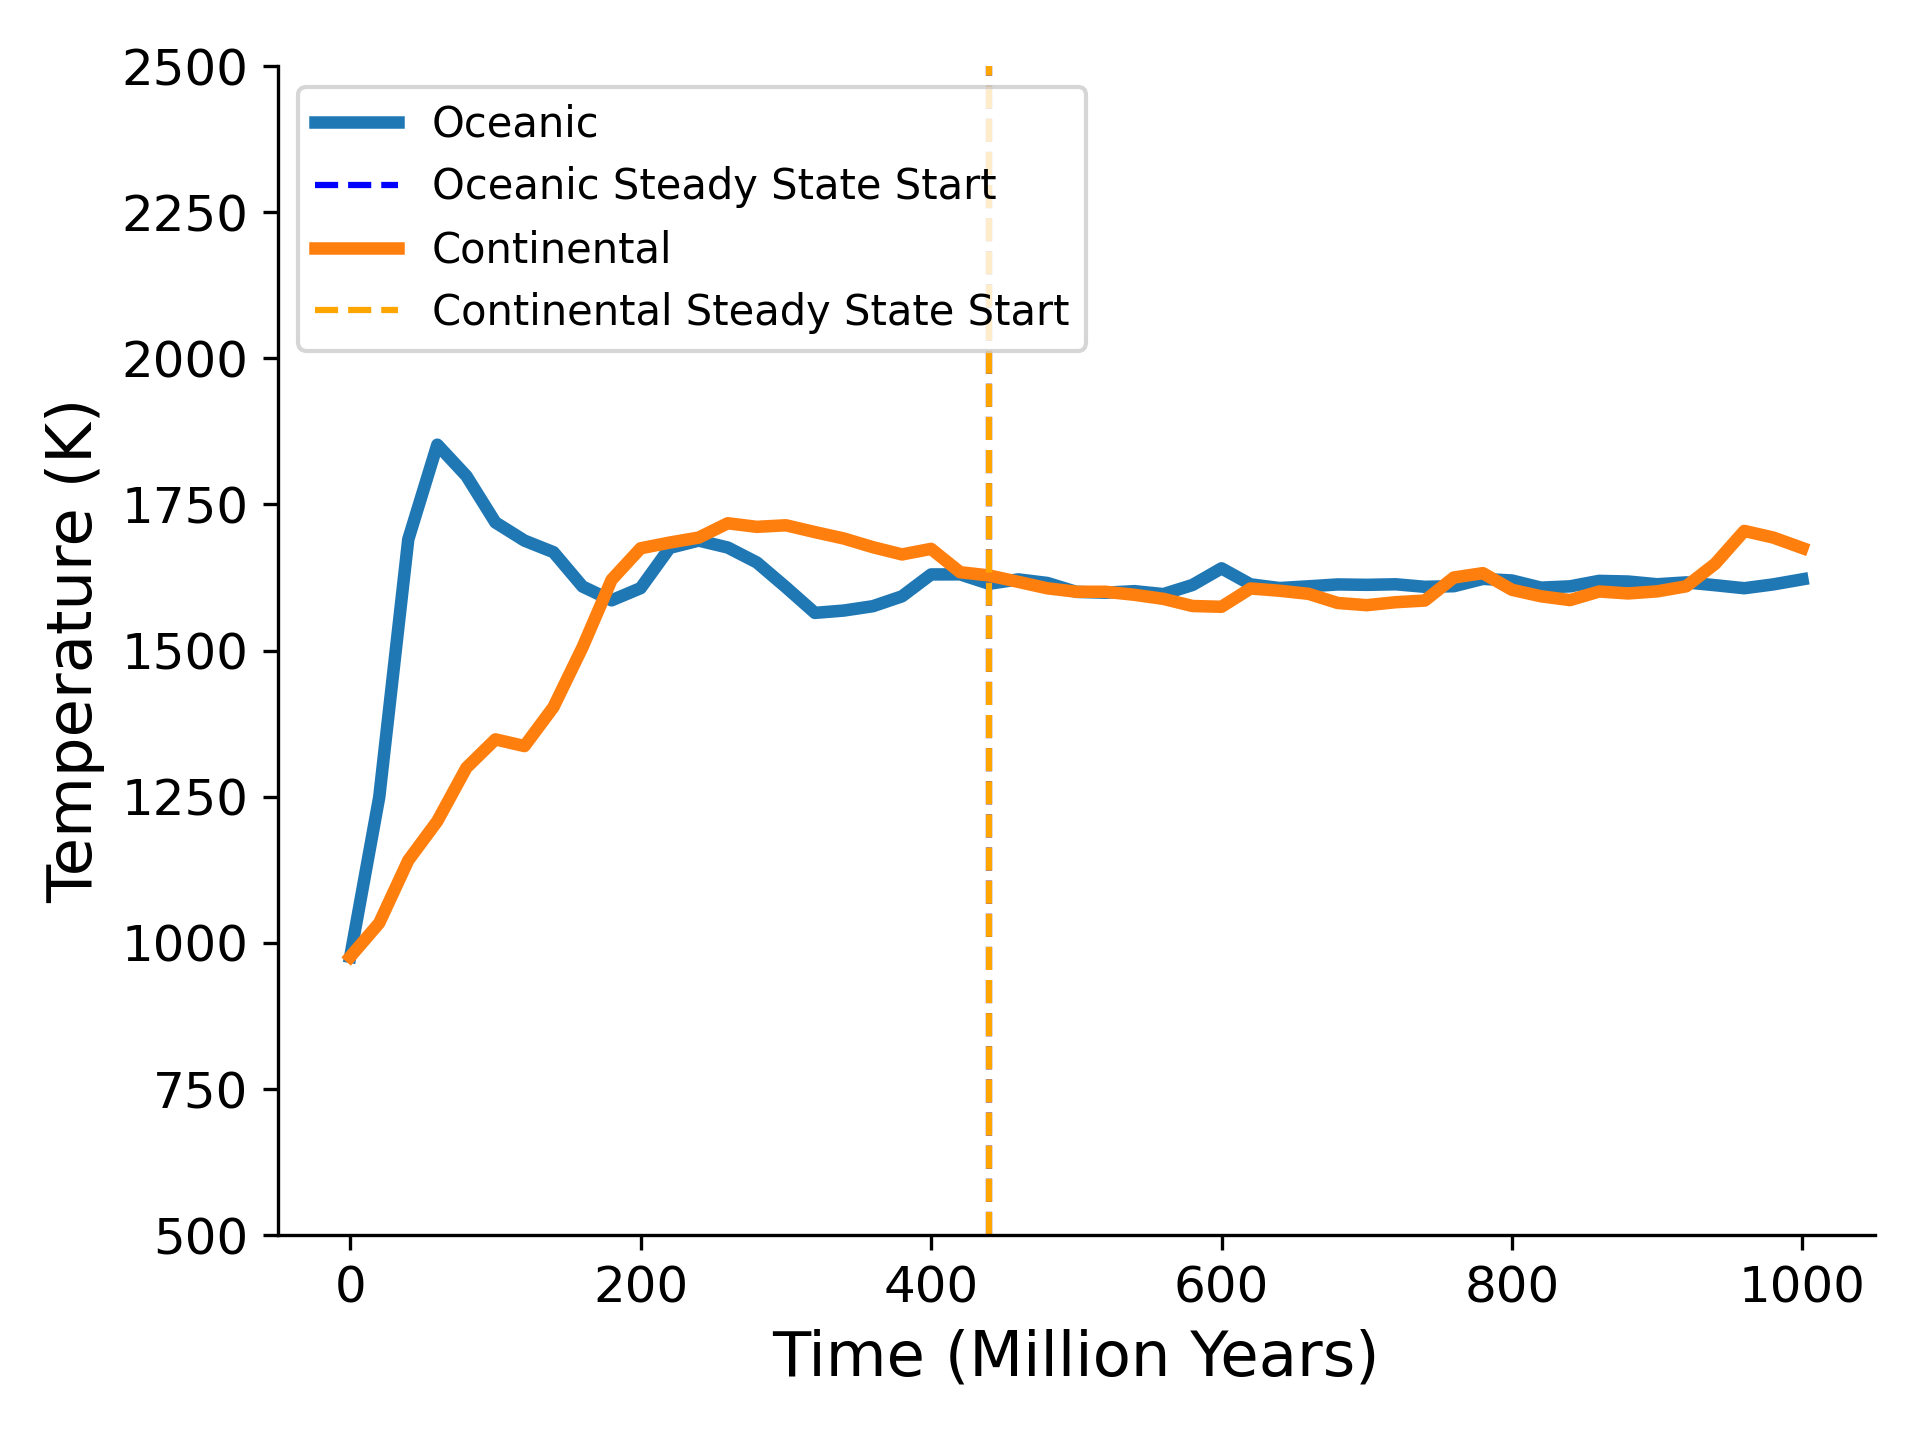 2500
2250
2000
1750
1500
1250
1000
750
500
Temperature (K)
Oceanic
Oceanic Steady State Start
Continental
Continental Steady State Start
0 200 400 600 800 1000
Time (Million Years)